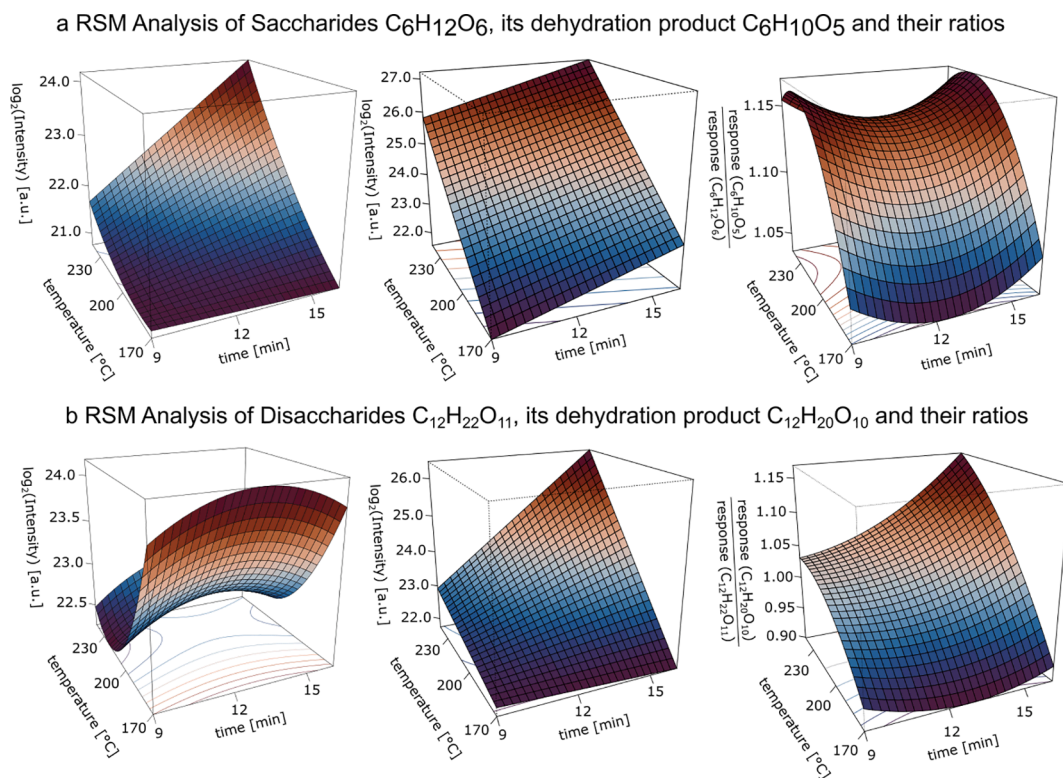 a RSM Analysis of Saccharides C₆H₁₂O₆, its dehydration product C₆H₁₀O₅ and their ratios
log₂(Intensity) [a.u.]
24.0
23.0
22.0
21.0
230
200
170
temperature [°C]
9
12
15
time [min]
log₂(Intensity) [a.u.]
27.0
26.0
25.0
24.0
23.0
22.0
230
200
170
temperature [°C]
9
12
15
time [min]
response (C₆H₁₀O₅)
response (C₆H₁₂O₆)
1.15
1.10
1.05
230
200
170
temperature [°C]
9
12
15
time [min]
b RSM Analysis of Disaccharides C₁₂H₂₂O₁₁, its dehydration product C₁₂H₂₀O₁₀ and their ratios
log₂(Intensity) [a.u.]
24.0
23.5
23.0
22.5
230
200
170
temperature [°C]
9
12
15
time [min]
log₂(Intensity) [a.u.]
26.0
25.0
24.0
23.0
22.0
230
200
170
temperature [°C]
9
12
15
time [min]
response (C₁₂H₂₀O₁₀)
response (C₁₂H₂₂O₁₁)
1.15
1.10
1.05
1.00
0.95
0.90
230
200
170
temperature [°C]
9
12
15
time [min]